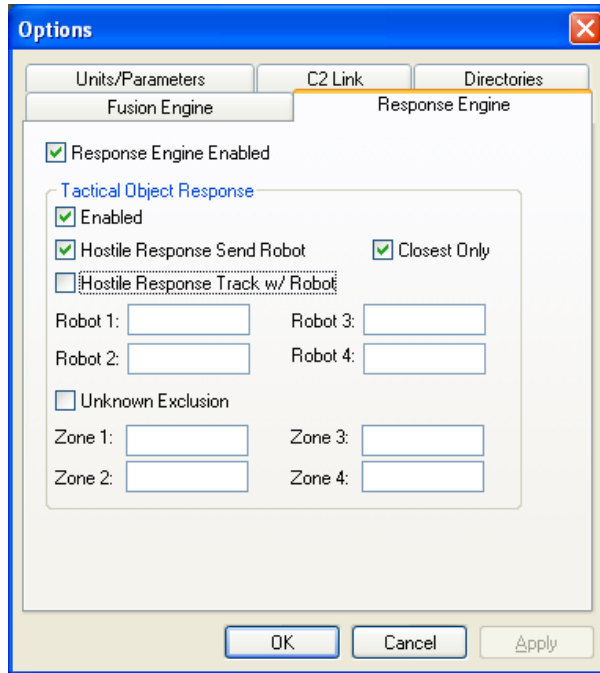 Options
Units/Parameters C2 Link Directories
Fusion Engine Response Engine
Response Engine Enabled
Tactical Object Response
Enabled
Hostile Response Send Robot Closest Only
Hostile Response Track w/ Robot
Robot 1: Robot 3:
Robot 2: Robot 4:
Unknown Exclusion
Zone 1: Zone 3:
Zone 2: Zone 4:
OK Cancel Apply